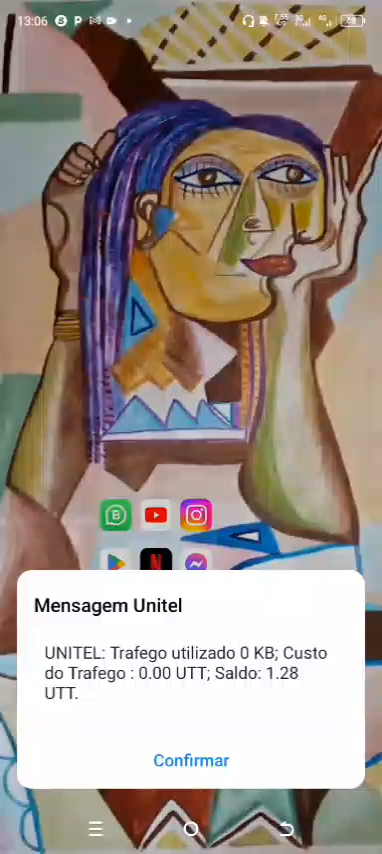 13:06
Mensagem Unitel
UNITEL: Trafego utilizado 0 KB; Custo
do Trafego : 0.00 UTT; Saldo: 1.28
UTT.
Confirmar